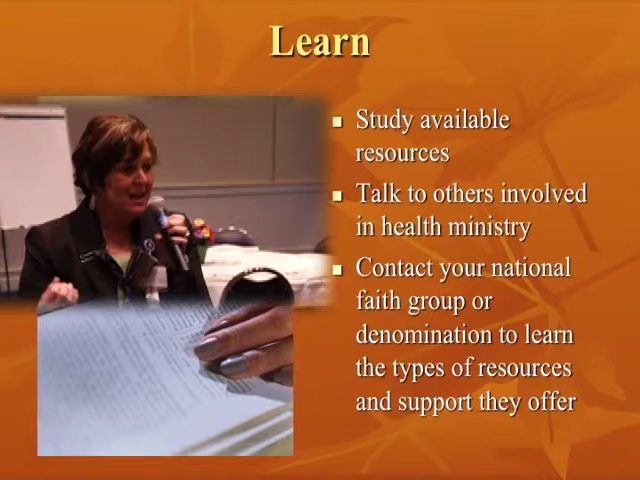 Learn
Study available
resources
Talk to others involved
in health ministry
Contact your national
faith group or
denomination to learn
the types of resources
and support they offer